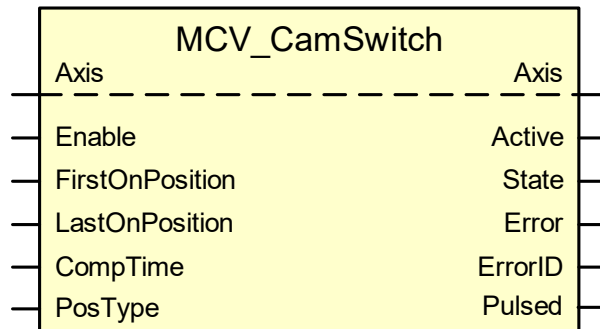 MCV_CamSwitch
Axis Axis
Enable Active
FirstOnPosition State
LastOnPosition Error
CompTime ErrorID
PosType Pulsed